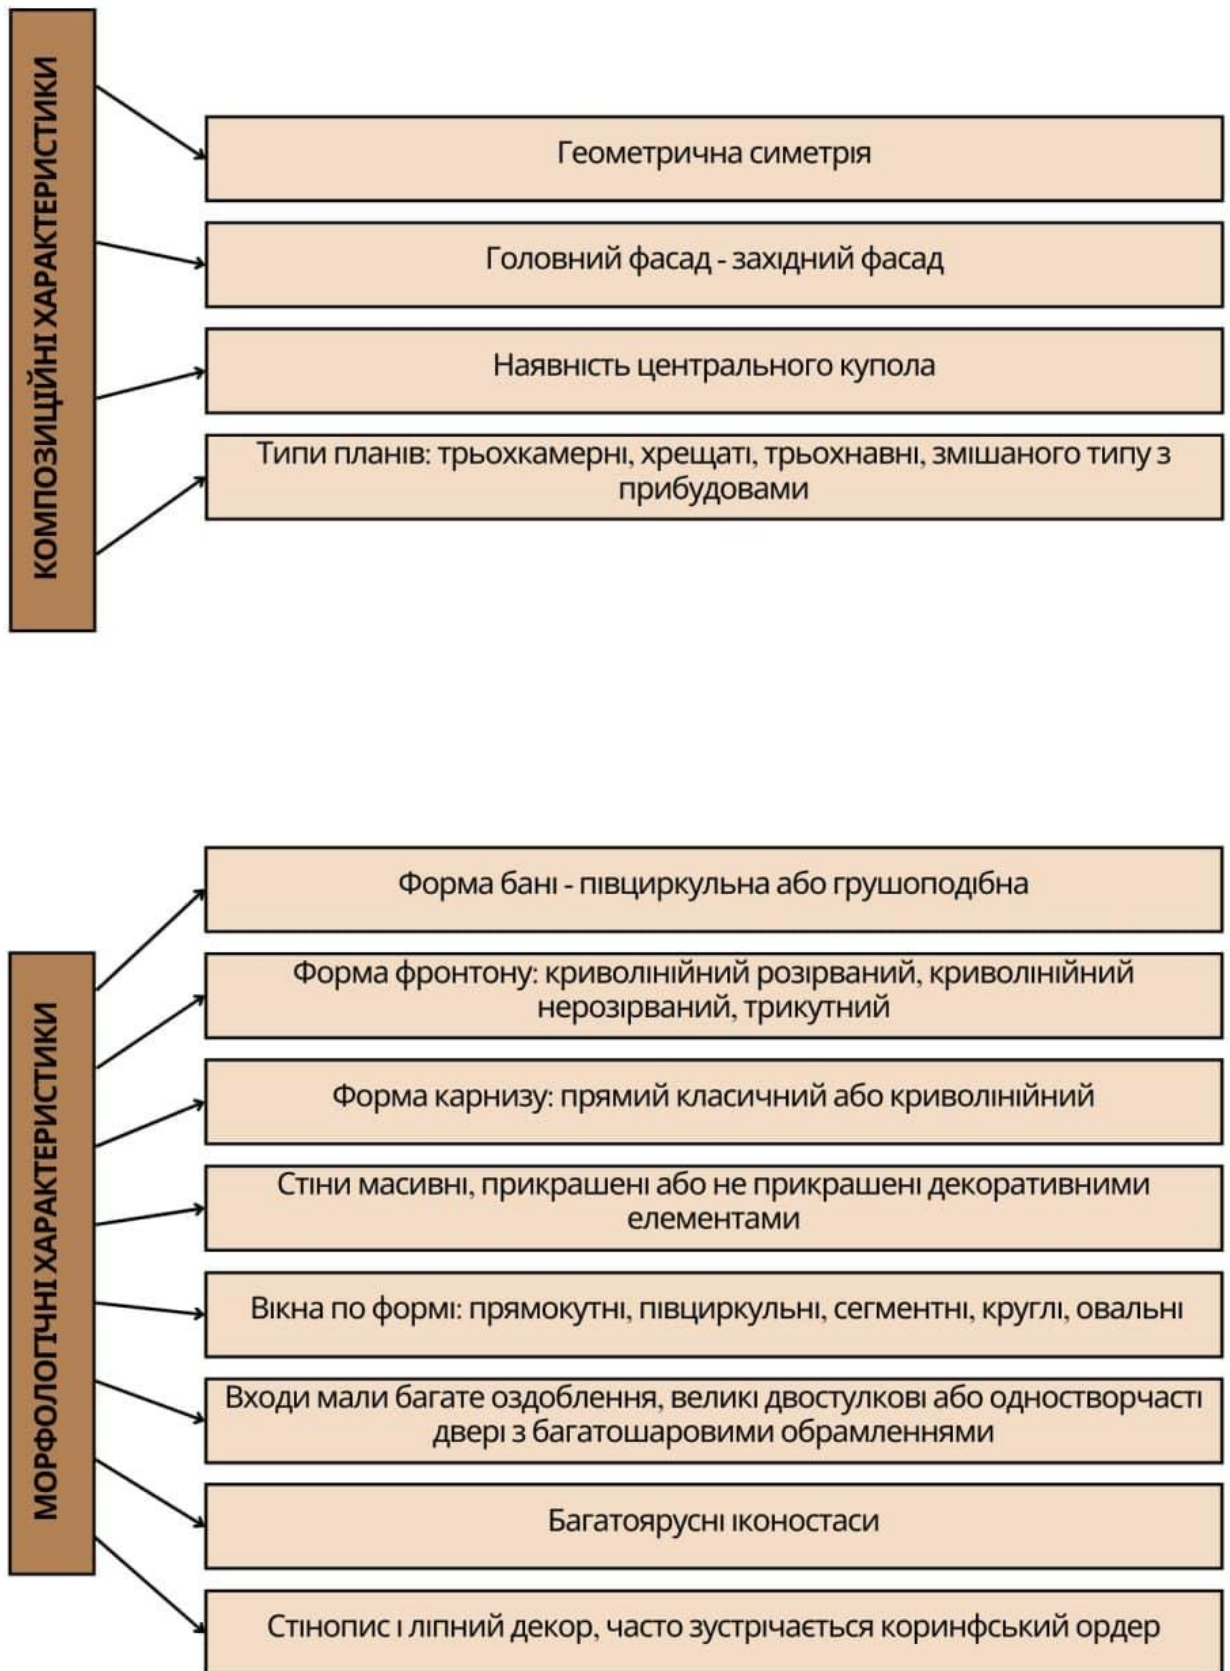 КОМПОЗИЦІЙНІ ХАРАКТЕРИСТИКИ
Геометрична симетрія
Головний фасад - західний фасад
Наявність центрального купола
Типи планів: трьохкамерні, хрещаті, трьохнавні, змішаного типу з
прибудовами
МОРФОЛОГІЧНІ ХАРАКТЕРИСТИКИ
Форма бані - півциркульна або грушоподібна
Форма фронтону: криволінійний розірваний, криволінійний
нерозірваний, трикутний
Форма карнизу: прямий класичний або криволінійний
Стіни масивні, прикрашені або не прикрашені декоративними
елементами
Вікна по формі: прямокутні, півциркульні, сегментні, круглі, овальні
Входи мали багате оздоблення, великі двостулкові або одностворчасті
двері з багатошаровими обрамленнями
Багатоярусні іконостаси
Стінопис і ліпний декор, часто зустрічається коринфський ордер